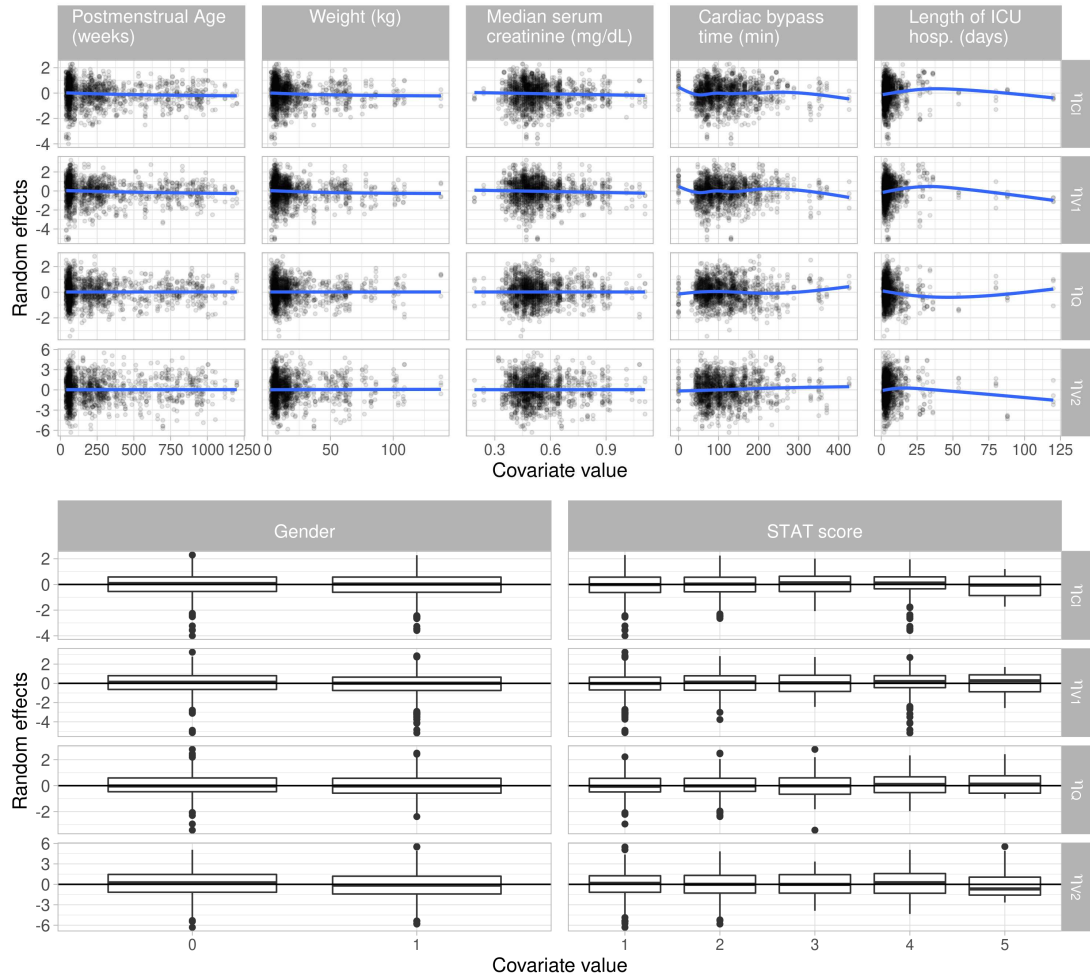 Postmenstrual Age Weight (kg) Median serum Cardiac bypass Length of ICU
(weeks) creatinine (mg/dL) time (min) hosp. (days)
2
0
-2
-4
ηCl
2
0
-2
-4
ηV1
2
0
-2
ηQ
6
3
0
-3
-6
ηV2
Random effects
0 250 500 750 1000 1250 0 50 100 0.3 0.6 0.9 0 100 200 300 400 0 25 50 75 100 125
Covariate value
Gender STAT score
2
0
-2
-4
ηCl
2
0
-2
-4
ηV1
2
0
-2
ηQ
6
3
0
-3
-6
ηV2
Random effects
0 1 1 2 3 4 5
Covariate value